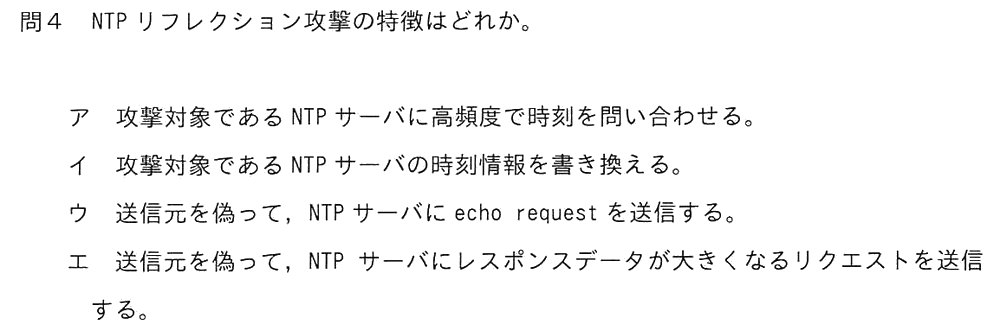 問４　NTP リフレクション攻撃の特徴はどれか。
ア　攻撃対象である NTP サーバに高頻度で時刻を問い合わせる。
イ　攻撃対象である NTP サーバの時刻情報を書き換える。
ウ　送信元を偽って，NTP サーバに echo request を送信する。
エ　送信元を偽って，NTP サーバにレスポンスデータが大きくなるリクエストを送信
する。